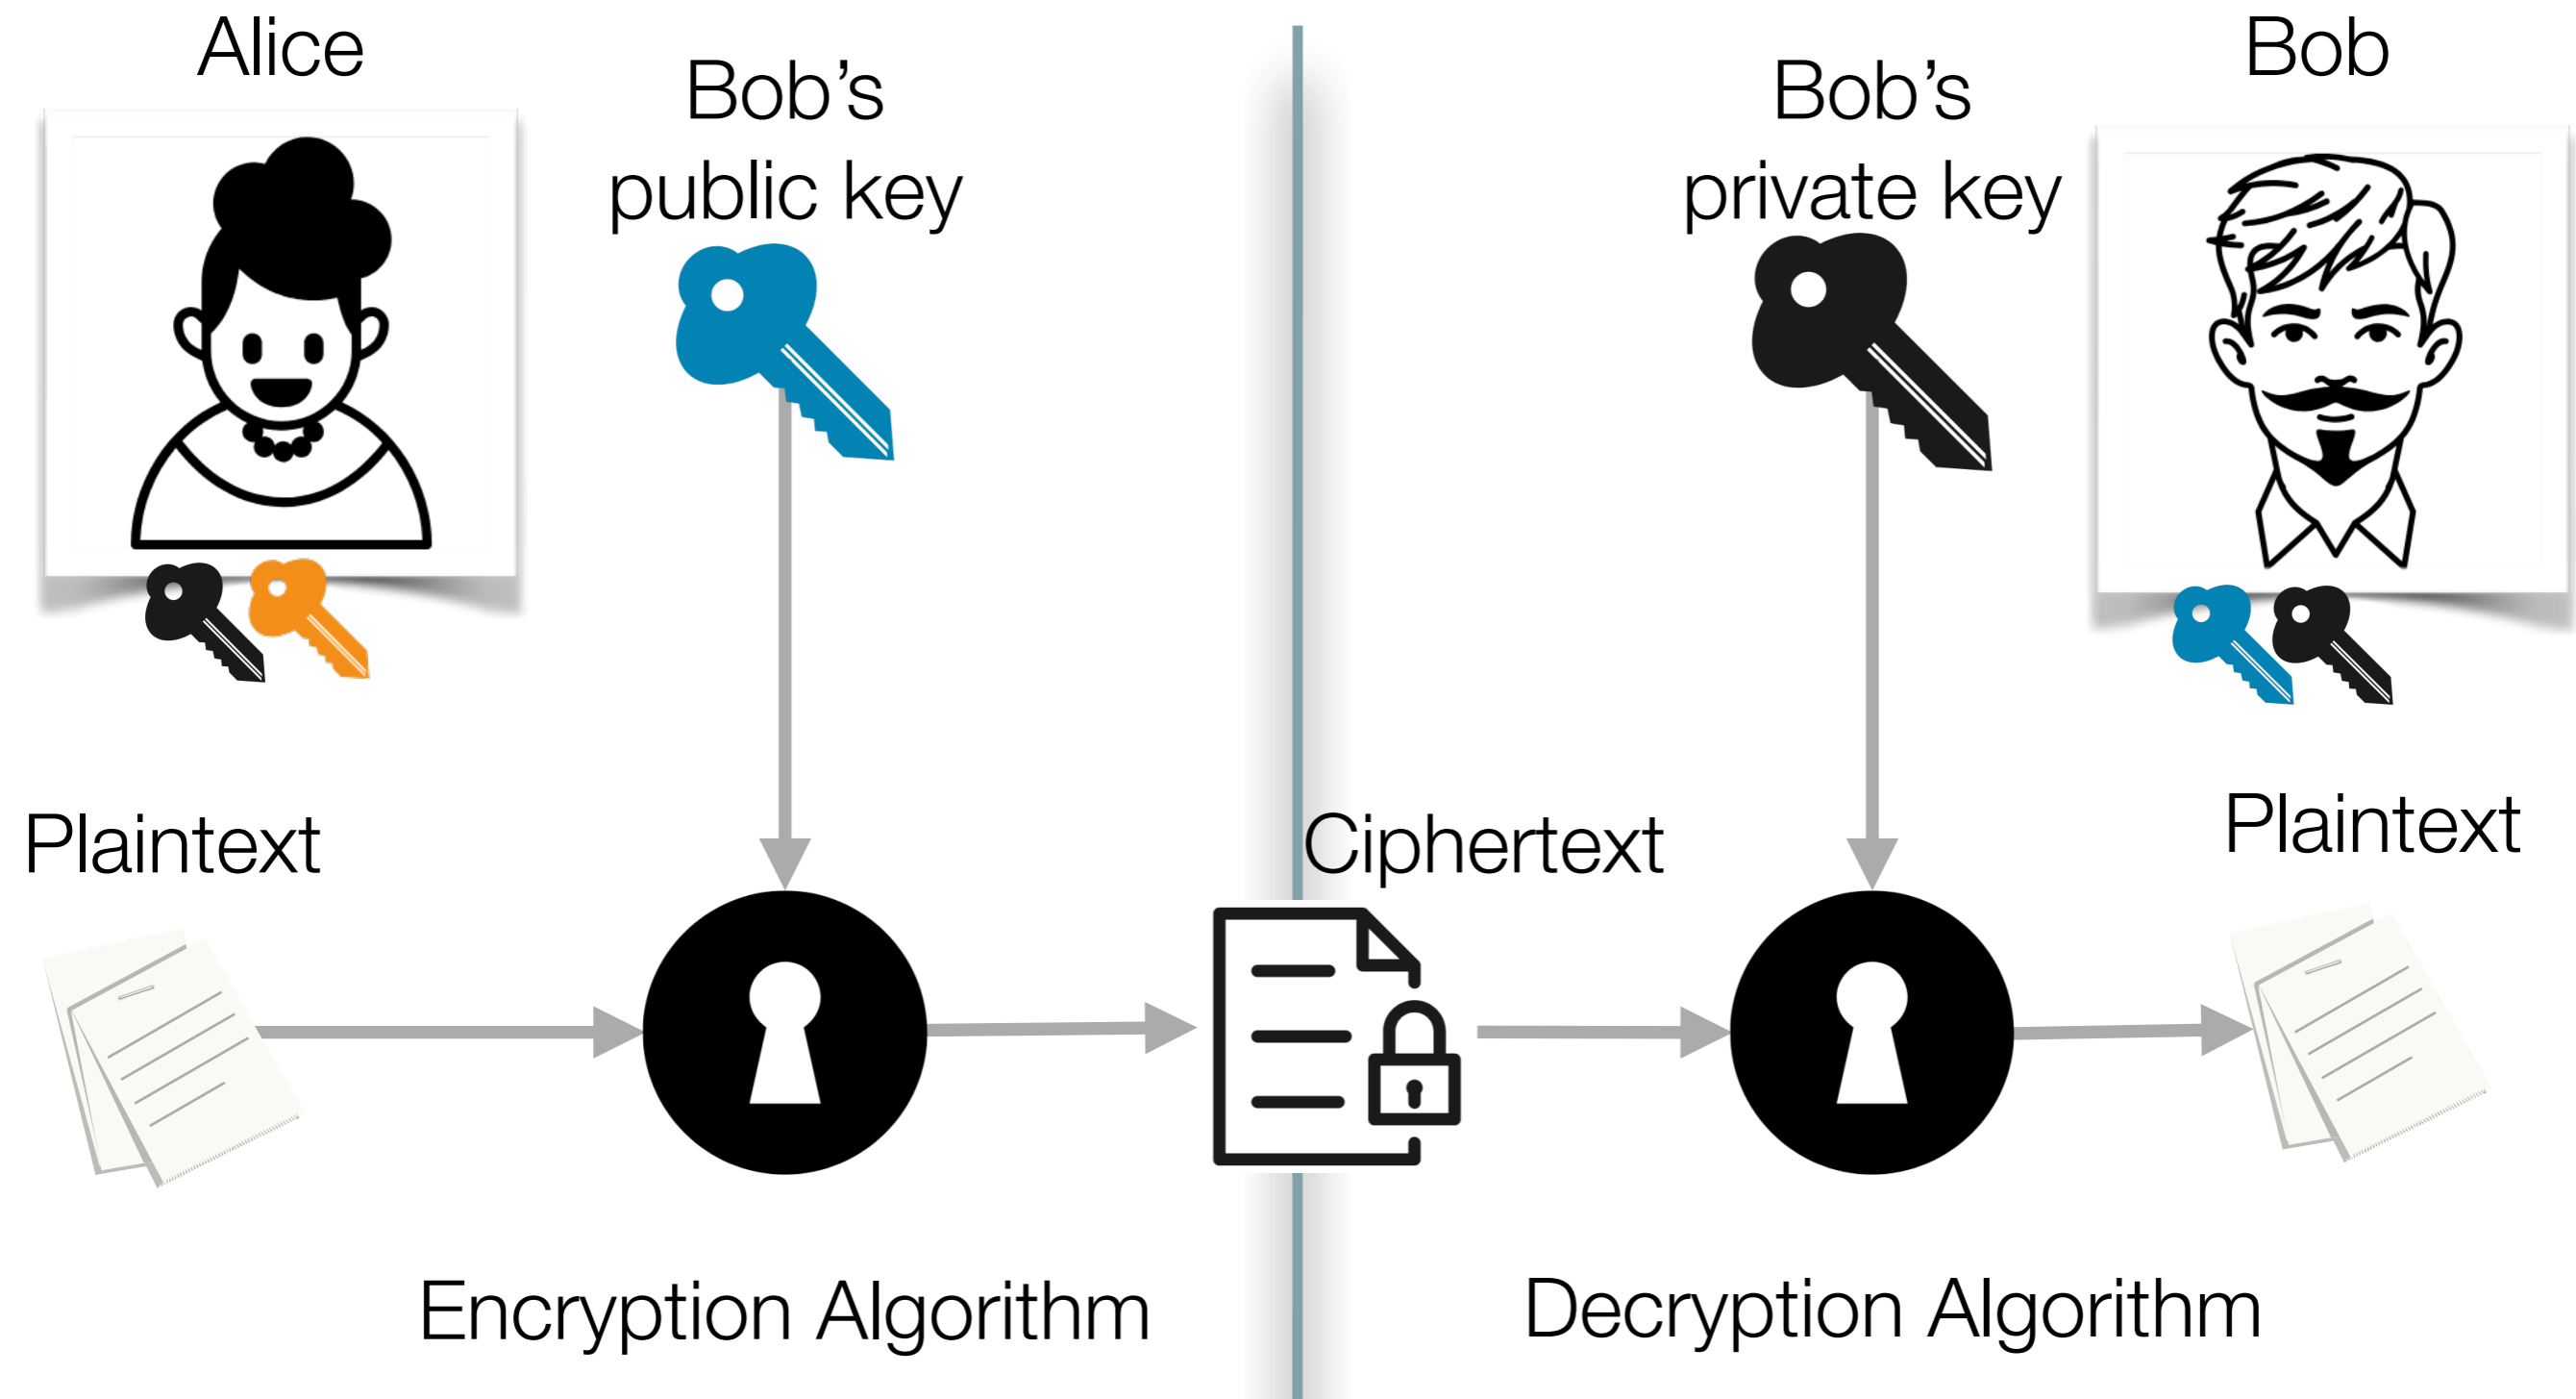 Alice
Bob's
public key
Bob's
private key
Bob
Plaintext
Ciphertext
Plaintext
Encryption Algorithm
Decryption Algorithm